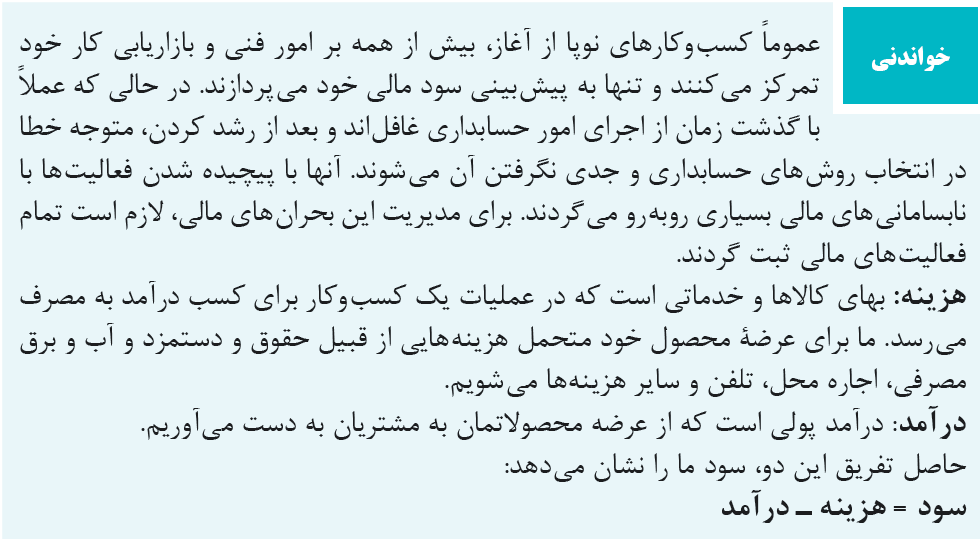 خواندنی
عموماً کسب‌وکارهای نوپا از آغاز، بیش از همه بر امور فنی و بازاریابی کار خود
تمرکز می‌کنند و تنها به پیش‌بینی سود مالی خود می‌پردازند. در حالی که عملاً
با گذشت زمان از اجرای امور حسابداری غافل‌اند و بعد از رشد کردن، متوجه خطا
در انتخاب روش‌های حسابداری و جدی نگرفتن آن می‌شوند. آنها با پیچیده شدن فعالیت‌ها با
نابسامانی‌های مالی بسیاری روبه‌رو می‌گردند. برای مدیریت این بحران‌های مالی، لازم است تمام
فعالیت‌های مالی ثبت گردند.
هزینه: بهای کالاها و خدماتی است که در عملیات یک کسب‌وکار برای کسب درآمد به مصرف
می‌رسد. ما برای عرضهٔ محصول خود متحمل هزینه‌هایی از قبیل حقوق و دستمزد و آب و برق
مصرفی، اجاره محل، تلفن و سایر هزینه‌ها می‌شویم.
درآمد: درآمد پولی است که از عرضه محصولاتمان به مشتریان به دست می‌آوریم.
حاصل تفریق این دو، سود ما را نشان می‌دهد:
سود = هزینه ــ درآمد